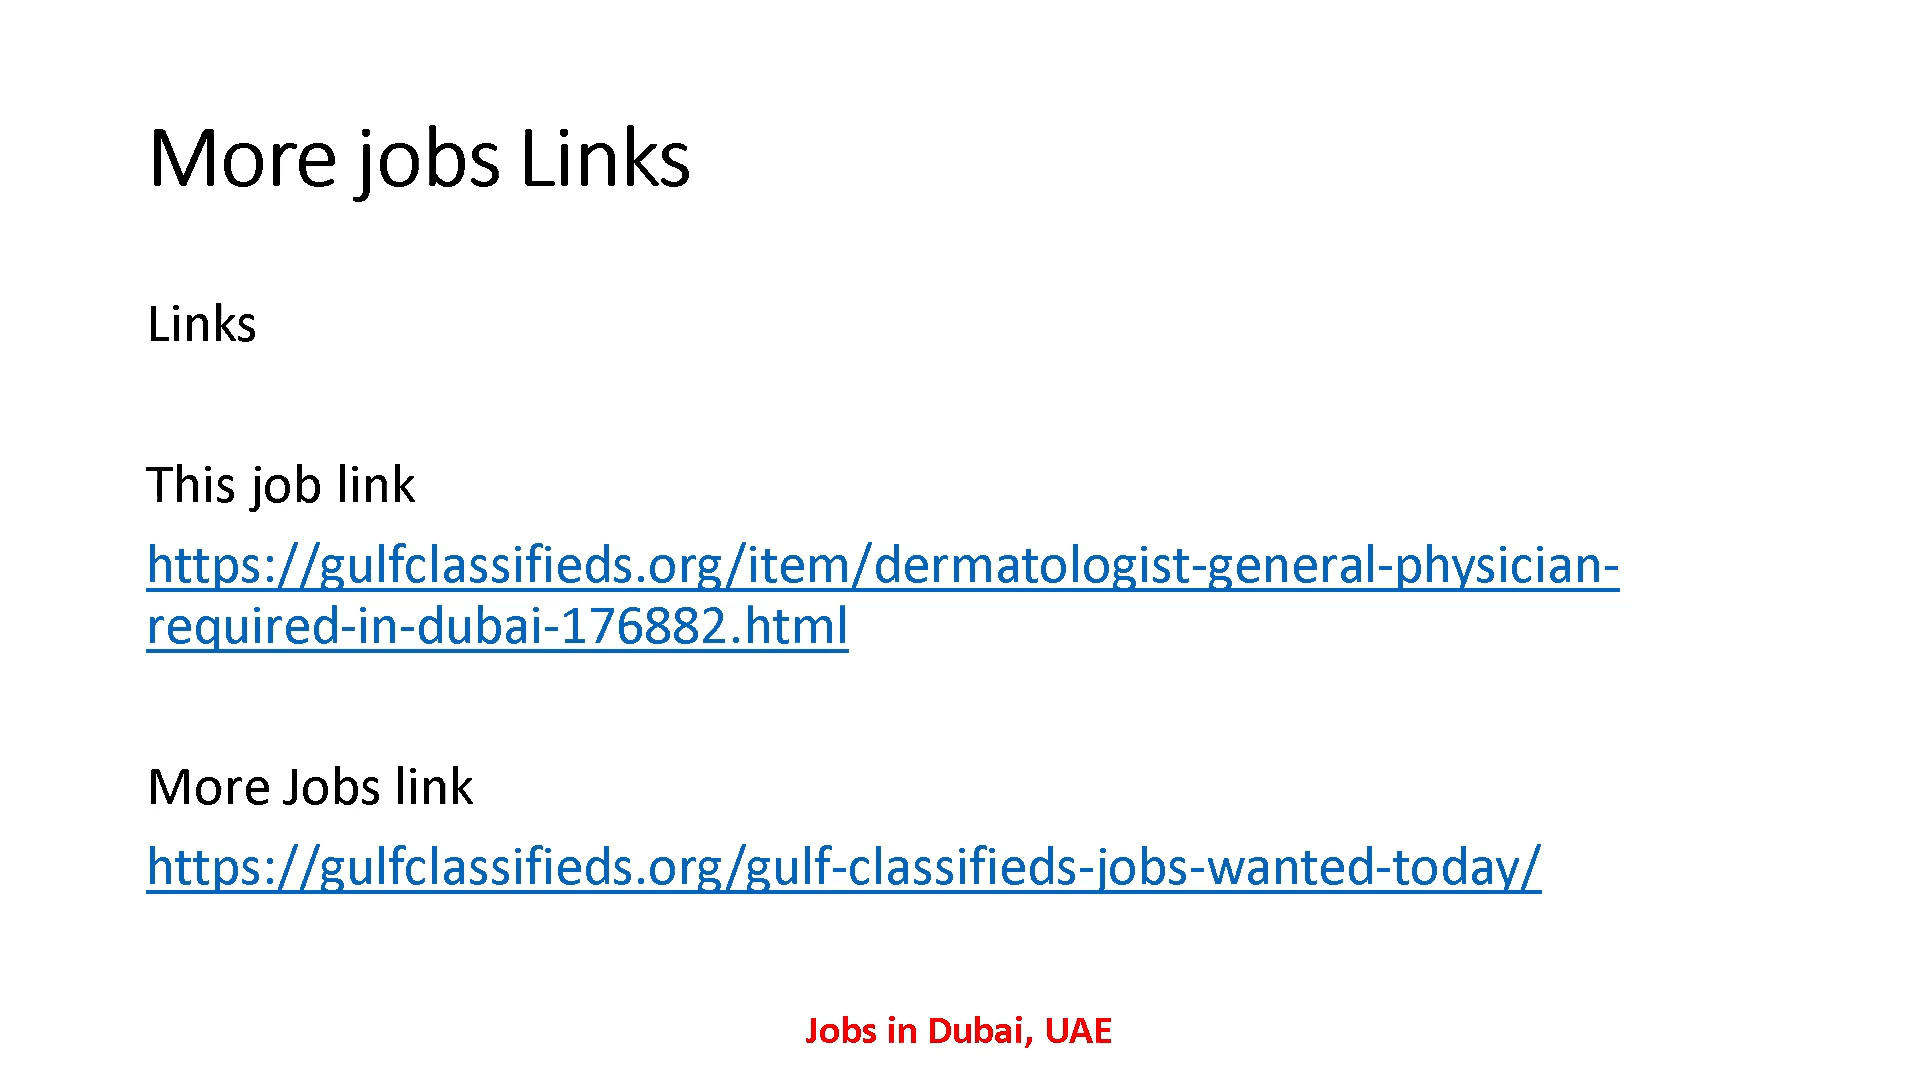 More jobs Links
Links
This job link
https://gulfclassifieds.org/item/dermatologist-general-physician-
required-in-dubai-176882.html
More Jobs link
https://gulfclassifieds.org/gulf-classifieds-jobs-wanted-today/
Jobs in Dubai, UAE